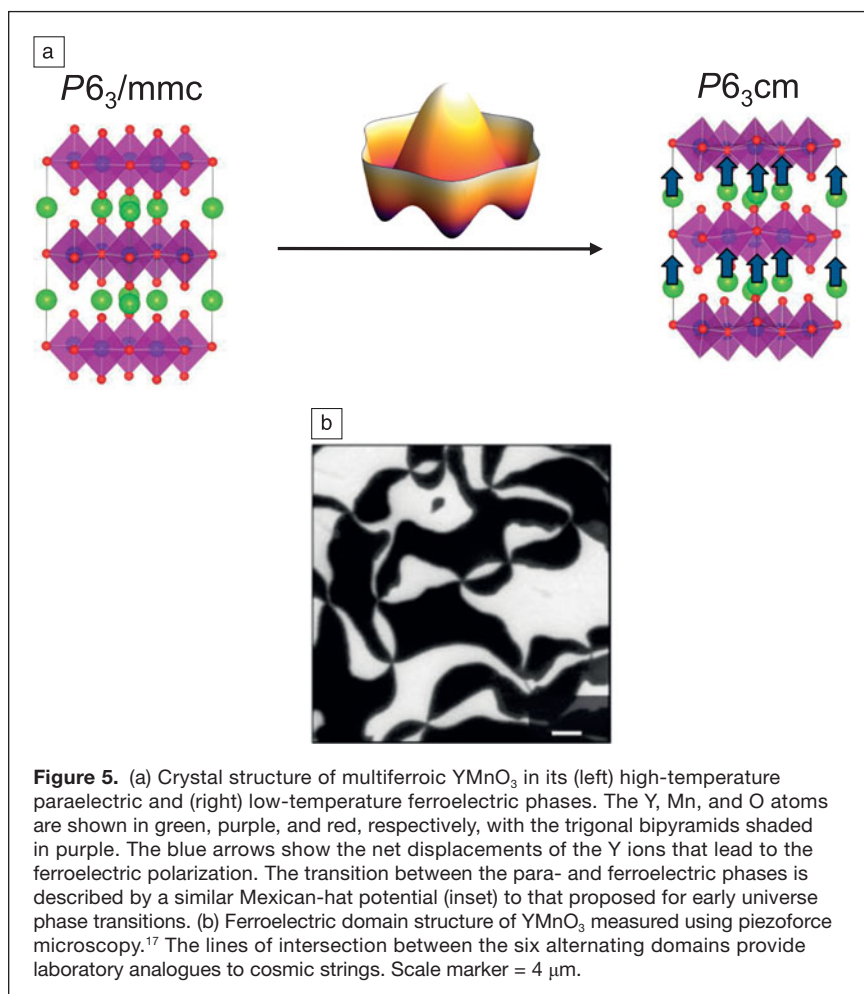 a
P6₃/mmc
P6₃cm
b
Figure 5. (a) Crystal structure of multiferroic YMnO₃ in its (left) high-temperature
paraelectric and (right) low-temperature ferroelectric phases. The Y, Mn, and O atoms
are shown in green, purple, and red, respectively, with the trigonal bipyramids shaded
in purple. The blue arrows show the net displacements of the Y ions that lead to the
ferroelectric polarization. The transition between the para- and ferroelectric phases is
described by a similar Mexican-hat potential (inset) to that proposed for early universe
phase transitions. (b) Ferroelectric domain structure of YMnO₃ measured using piezoforce
microscopy.¹⁷ The lines of intersection between the six alternating domains provide
laboratory analogues to cosmic strings. Scale marker = 4 μm.